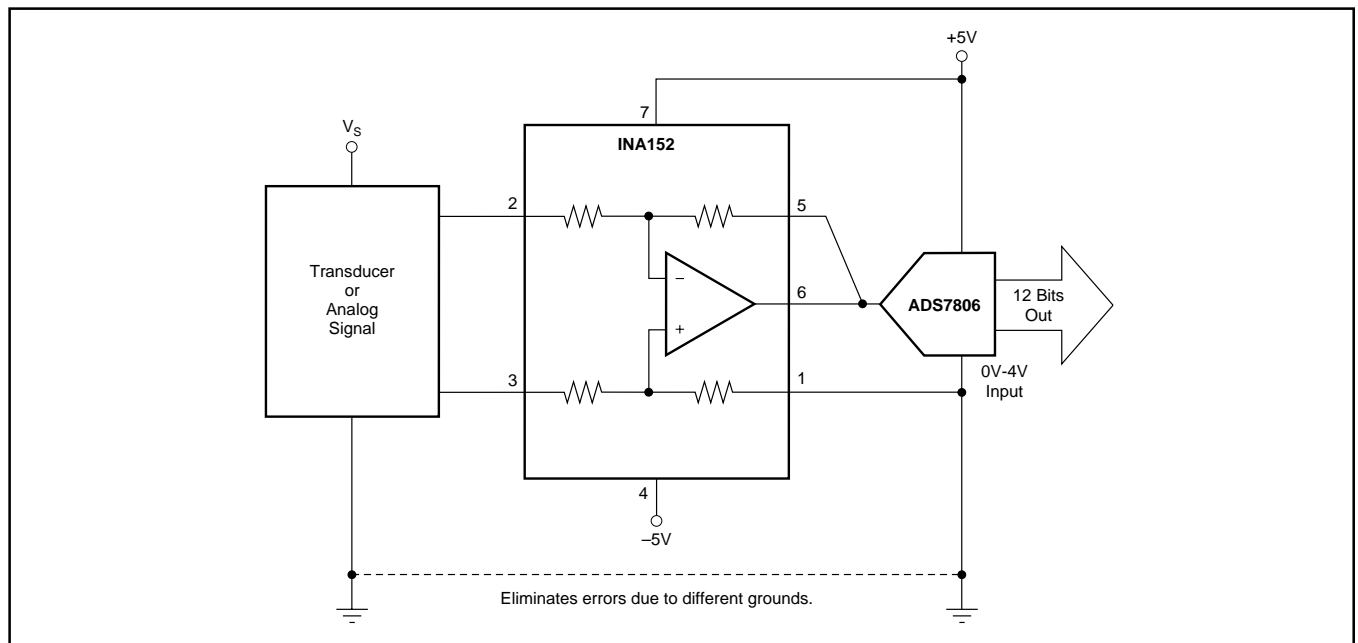 +5V
7
V_S
INA152
2
5
Transducer
or
Analog
Signal
−
6
ADS7806
12 Bits
Out
+
3
1
0V-4V
Input
4
–5V
Eliminates errors due to different grounds.